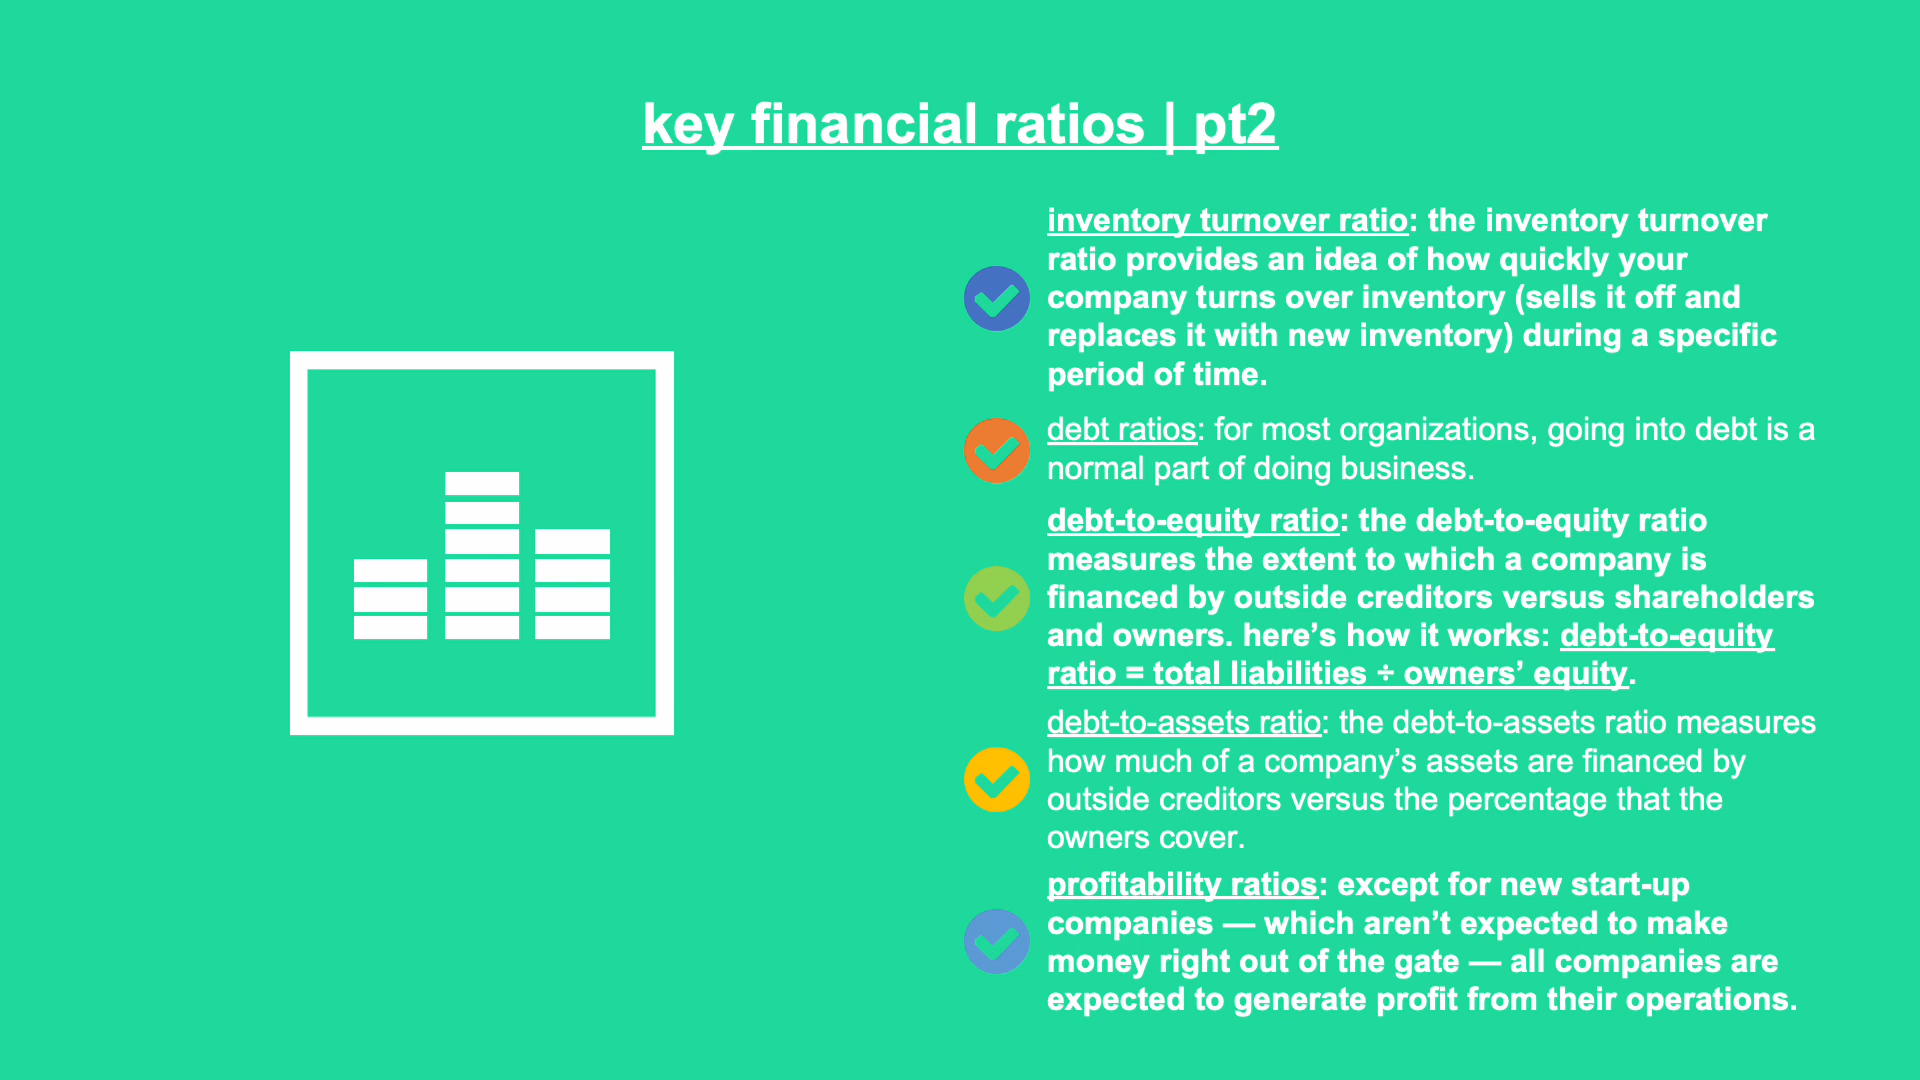 key financial ratios | pt2
inventory turnover ratio: the inventory turnover
ratio provides an idea of how quickly your
company turns over inventory (sells it off and
replaces it with new inventory) during a specific
period of time.
debt ratios: for most organizations, going into debt is a
normal part of doing business.
debt-to-equity ratio: the debt-to-equity ratio
measures the extent to which a company is
financed by outside creditors versus shareholders
and owners. here’s how it works: debt-to-equity
ratio = total liabilities ÷ owners’ equity.
debt-to-assets ratio: the debt-to-assets ratio measures
how much of a company’s assets are financed by
outside creditors versus the percentage that the
owners cover.
profitability ratios: except for new start-up
companies — which aren’t expected to make
money right out of the gate — all companies are
expected to generate profit from their operations.